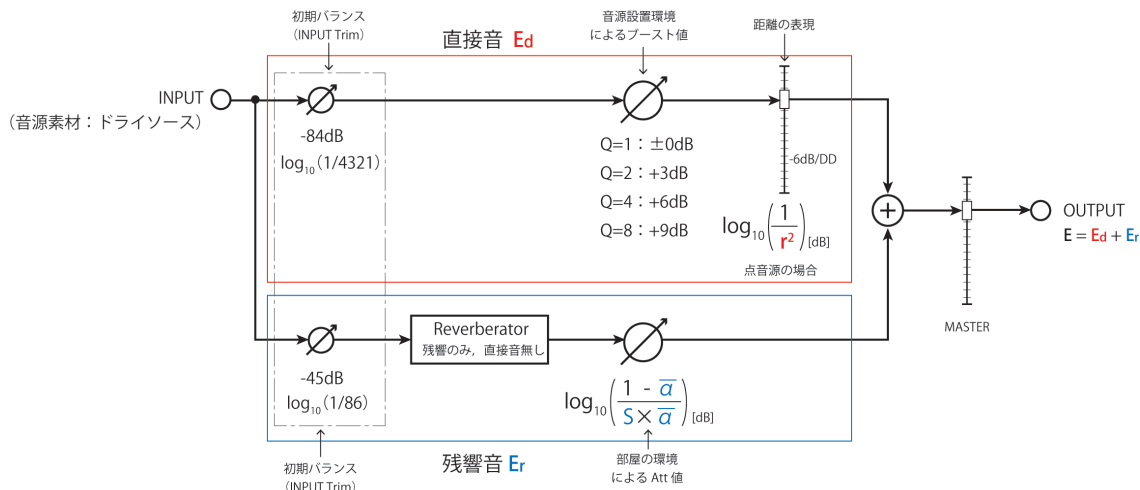 初期バランス
（INPUT Trim）
直接音 Ed
音源設置環境
によるブースト値
距離の表現
INPUT
（音源素材：ドライソース）
-84dB
log10（1/4321）
Q=1：±0dB
Q=2：+3dB
Q=4：+6dB
Q=8：+9dB
-6dB/DD
log10(1/r²)[dB]
点音源の場合
OUTPUT
E = Ed + Er
MASTER
Reverberator
残響のみ，直接音無し
-45dB
log10（1/86）
log10(1 - α̅/S×α̅)[dB]
残響音 Er
初期バランス
（INPUT Trim）
部屋の環境
による Att 値